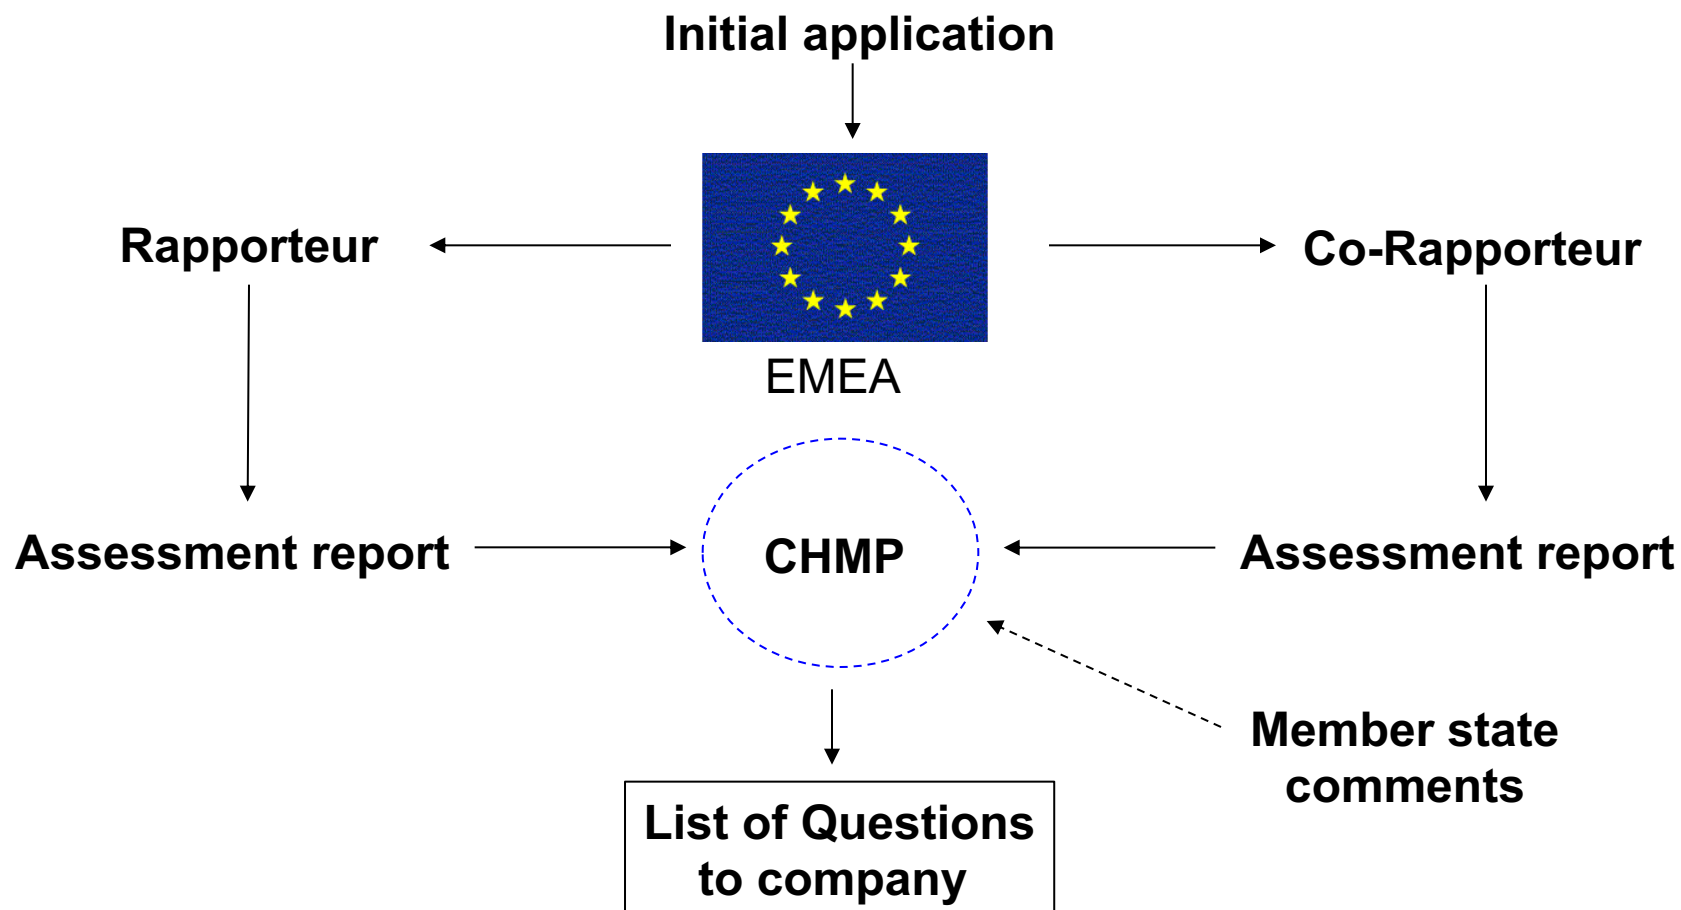 Initial application
Rapporteur
Co-Rapporteur
EMEA
Assessment report
CHMP
Assessment report
Member state
comments
List of Questions
to company